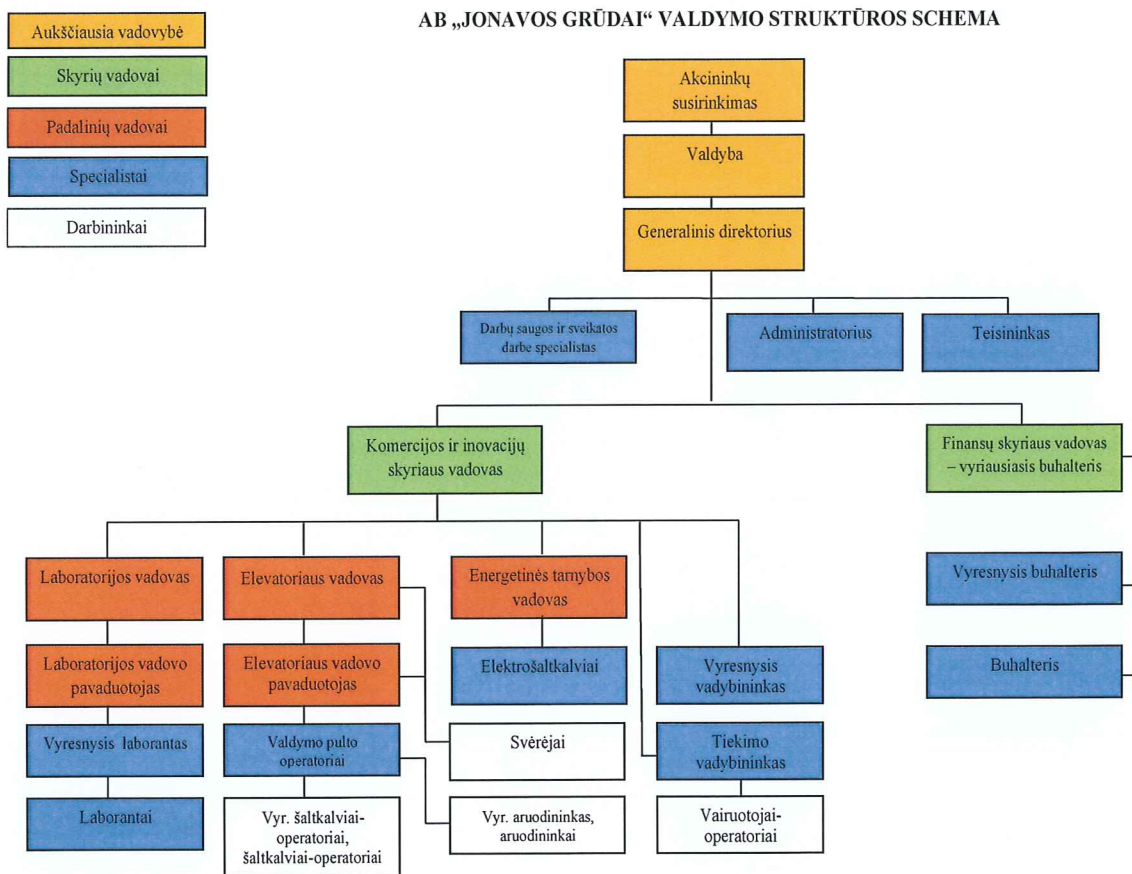 AB „JONAVOS GRŪDAI“ VALDYMO STRUKTŪROS SCHEMA
Aukščiausia vadovybė
Skyrių vadovai
Padalinių vadovai
Specialistai
Darbininkai
Akcininkų
susirinkimas
Valdyba
Generalinis direktorius
Darbų saugos ir sveikatos
darbe specialistas
Administratorius
Teisininkas
Komercijos ir inovacijų
skyriaus vadovas
Finansų skyriaus vadovas
– vyriausiasis buhalteris
Laboratorijos vadovas
Elevatoriaus vadovas
Energetinės tarnybos
vadovas
Vyresnysis buhalteris
Laboratorijos vadovo
pavaduotojas
Elevatoriaus vadovo
pavaduotojas
Elektrošaltkalviai
Vyresnysis
vadybininkas
Buhalteris
Vyresnysis laborantas
Valdymo pulto
operatoriai
Svėrėjai
Tiekimo
vadybininkas
Laborantai
Vyr. šaltkalviai-
operatoriai,
šaltkalviai-operatoriai
Vyr. aruodininkas,
aruodininkai
Vairuotojai-
operatoriai